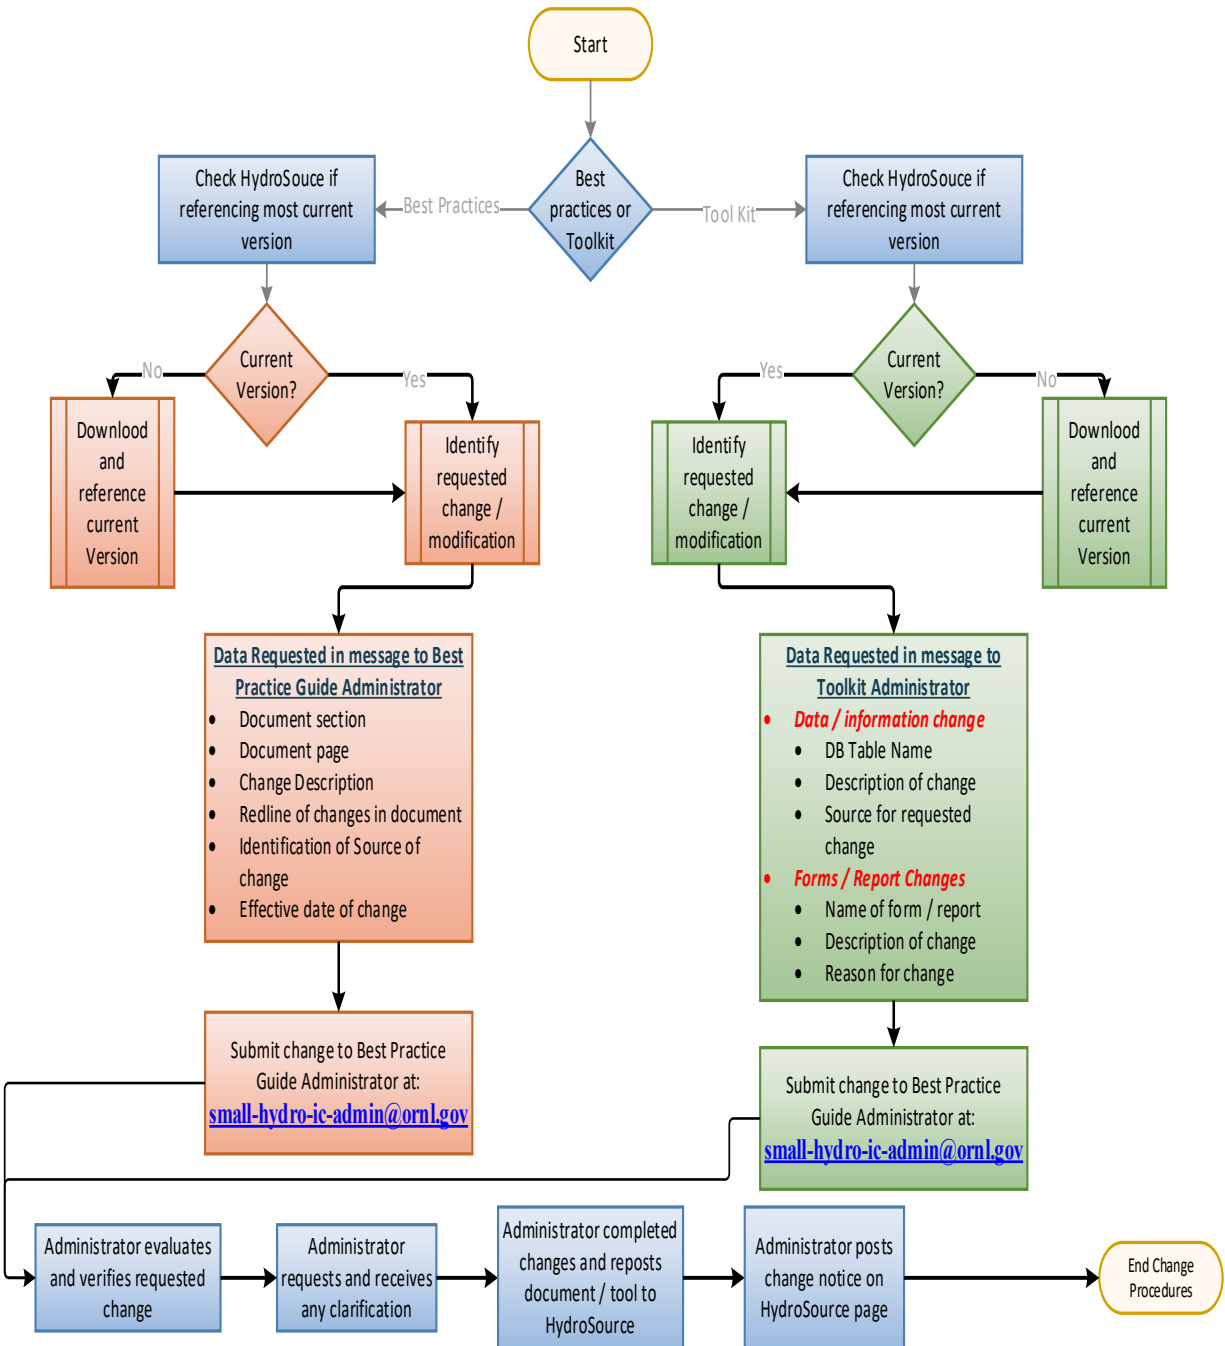 Start
Best
practices or
Toolkit
Best Practices
Tool Kit
Check HydroSouce if
referencing most current
version
Check HydroSouce if
referencing most current
version
Current
Version?
No
Yes
Current
Version?
Yes
No
Downlood
and
reference
current
Version
Identify
requested
change /
modification
Identify
requested
change /
modification
Downlood
and
reference
current
Version
Data Requested in message to Best
Practice Guide Administrator
• Document section
• Document page
• Change Description
• Redline of changes in document
• Identification of Source of
change
• Effective date of change
Data Requested in message to
Toolkit Administrator
• Data / information change
• DB Table Name
• Description of change
• Source for requested
change
• Forms / Report Changes
• Name of form / report
• Description of change
• Reason for change
Submit change to Best Practice
Guide Administrator at:
small-hydro-ic-admin@ornl.gov
Submit change to Best Practice
Guide Administrator at:
small-hydro-ic-admin@ornl.gov
Administrator evaluates
and verifies requested
change
Administrator
requests and receives
any clarification
Administrator completed
changes and reposts
document / tool to
HydroSource
Administrator posts
change notice on
HydroSource page
End Change
Procedures